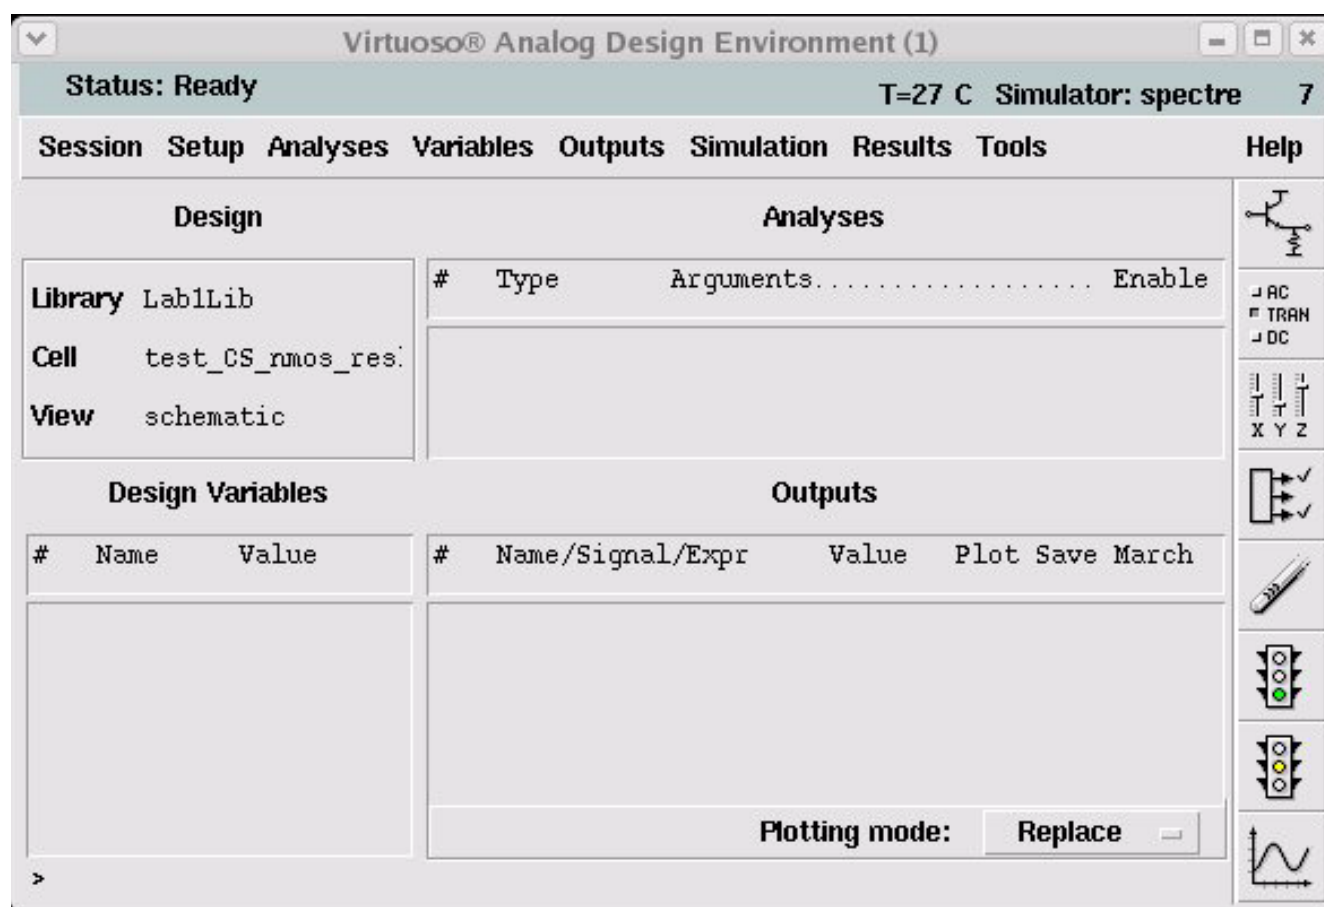 Virtuoso® Analog Design Environment (1)
Status: Ready
T=27 C Simulator: spectre 7
Session Setup Analyses Variables Outputs Simulation Results Tools Help
Design
Analyses
Library Lab1Lib
Cell test_CS_nmos_res
View schematic
# Type Arguments................... Enable
AC
TRAN
DC
X Y Z
Design Variables
Outputs
# Name Value
# Name/Signal/Expr Value Plot Save March
Plotting mode: Replace
>